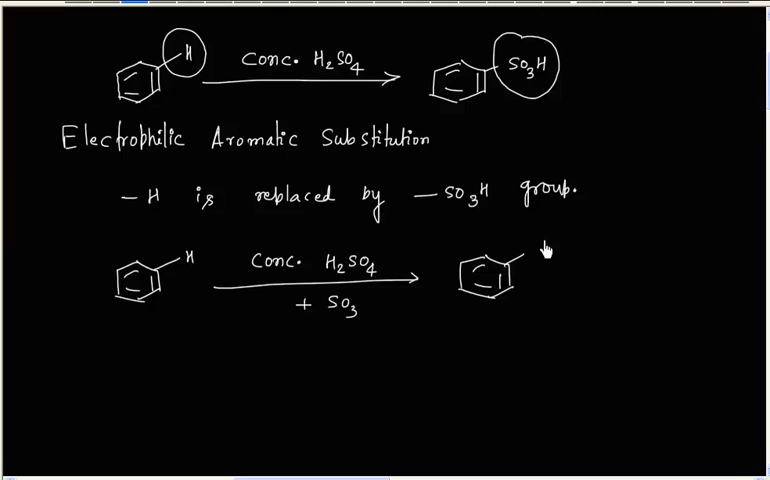 H Conc. H2SO4 SO3H
Electrophilic Aromatic Substitution
– H is replaced by – SO3H group.
H Conc. H2SO4
+ SO3